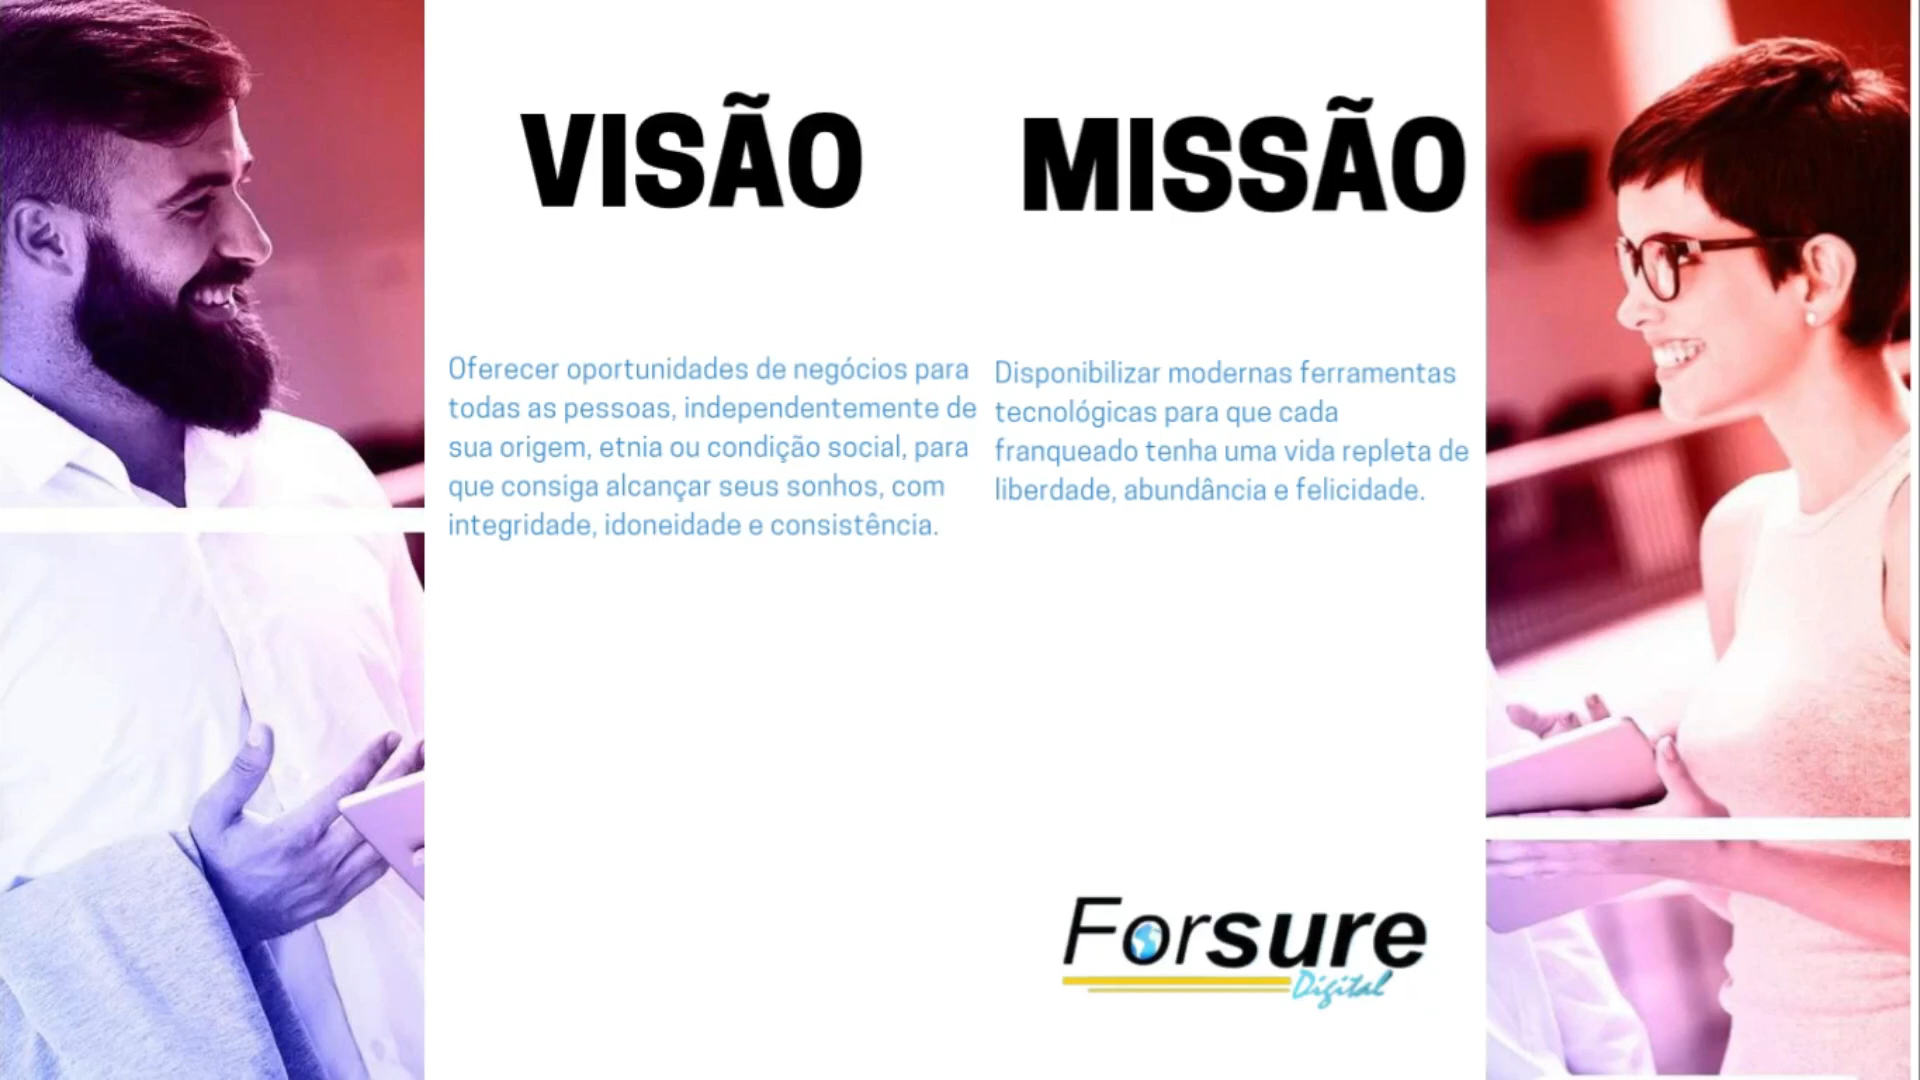 VISÃO
Oferecer oportunidades de negócios para
todas as pessoas, independentemente de
sua origem, etnia ou condição social, para
que consiga alcançar seus sonhos, com
integridade, idoneidade e consistência.
MISSÃO
Disponibilizar modernas ferramentas
tecnológicas para que cada
franqueado tenha uma vida repleta de
liberdade, abundância e felicidade.
Forsure
Digital